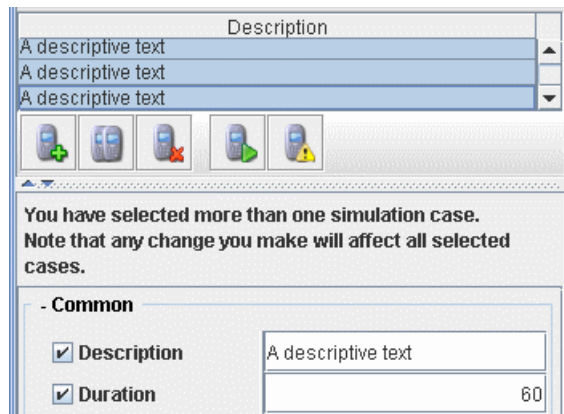 Description
A descriptive text
A descriptive text
A descriptive text
You have selected more than one simulation case.
Note that any change you make will affect all selected
cases.
- Common
Description A descriptive text
Duration 60